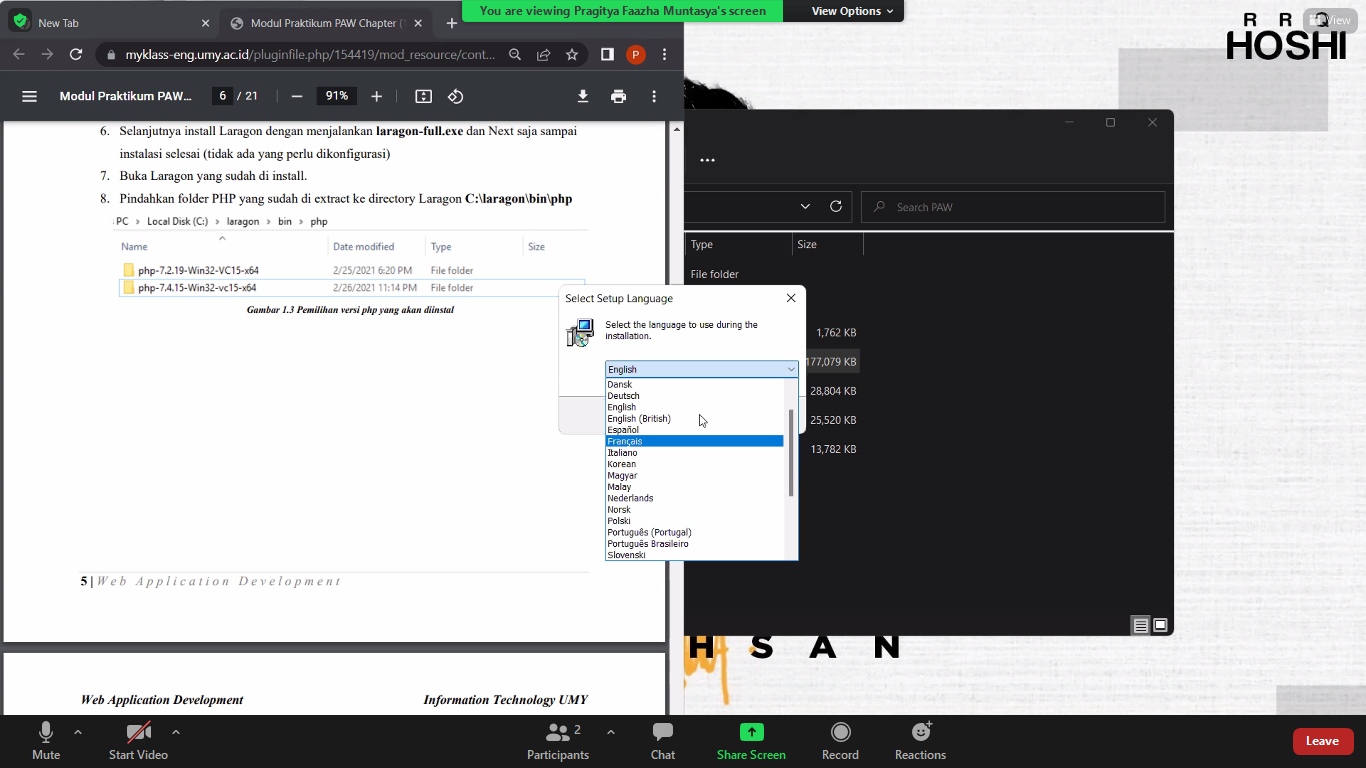 You are viewing Pragitya Faazha Muntasya's screen
View Options
View
New Tab
Modul Praktikum PAW Chapter (
myklass-eng.umy.ac.id/pluginfile.php/154419/mod_resource/cont...
P
Modul Praktikum PAW...
6 / 21
91%
6. Selanjutnya install Laragon dengan menjalankan laragon-full.exe dan Next saja sampai
instalasi selesai (tidak ada yang perlu dikonfigurasi)
7. Buka Laragon yang sudah di install.
8. Pindahkan folder PHP yang sudah di extract ke directory Laragon C:\laragon\bin\php
PC > Local Disk (C:) > laragon > bin > php
Name Date modified Type Size
php-7.2.19-Win32-VC15-x64 2/25/2021 6:20 PM File folder
php-7.4.15-Win32-vc15-x64 2/26/2021 11:14 PM File folder
Gambar 1.3 Pemilihan versi php yang akan diinstal
5 | Web Application Development
Web Application Development Information Technology UMY
RRQ
HOSHI
Search PAW
Type Size
File folder
1,762 KB
177,079 KB
28,804 KB
25,520 KB
13,782 KB
Select Setup Language
Select the language to use during the
installation.
English
Dansk
Deutsch
English
English (British)
Español
Français
Italiano
Korean
Magyar
Malay
Nederlands
Norsk
Polski
Português (Portugal)
Português Brasileiro
Slovenski
H S A N
Mute
Start Video
Participants 2
Chat
Share Screen
Record
Reactions
Leave